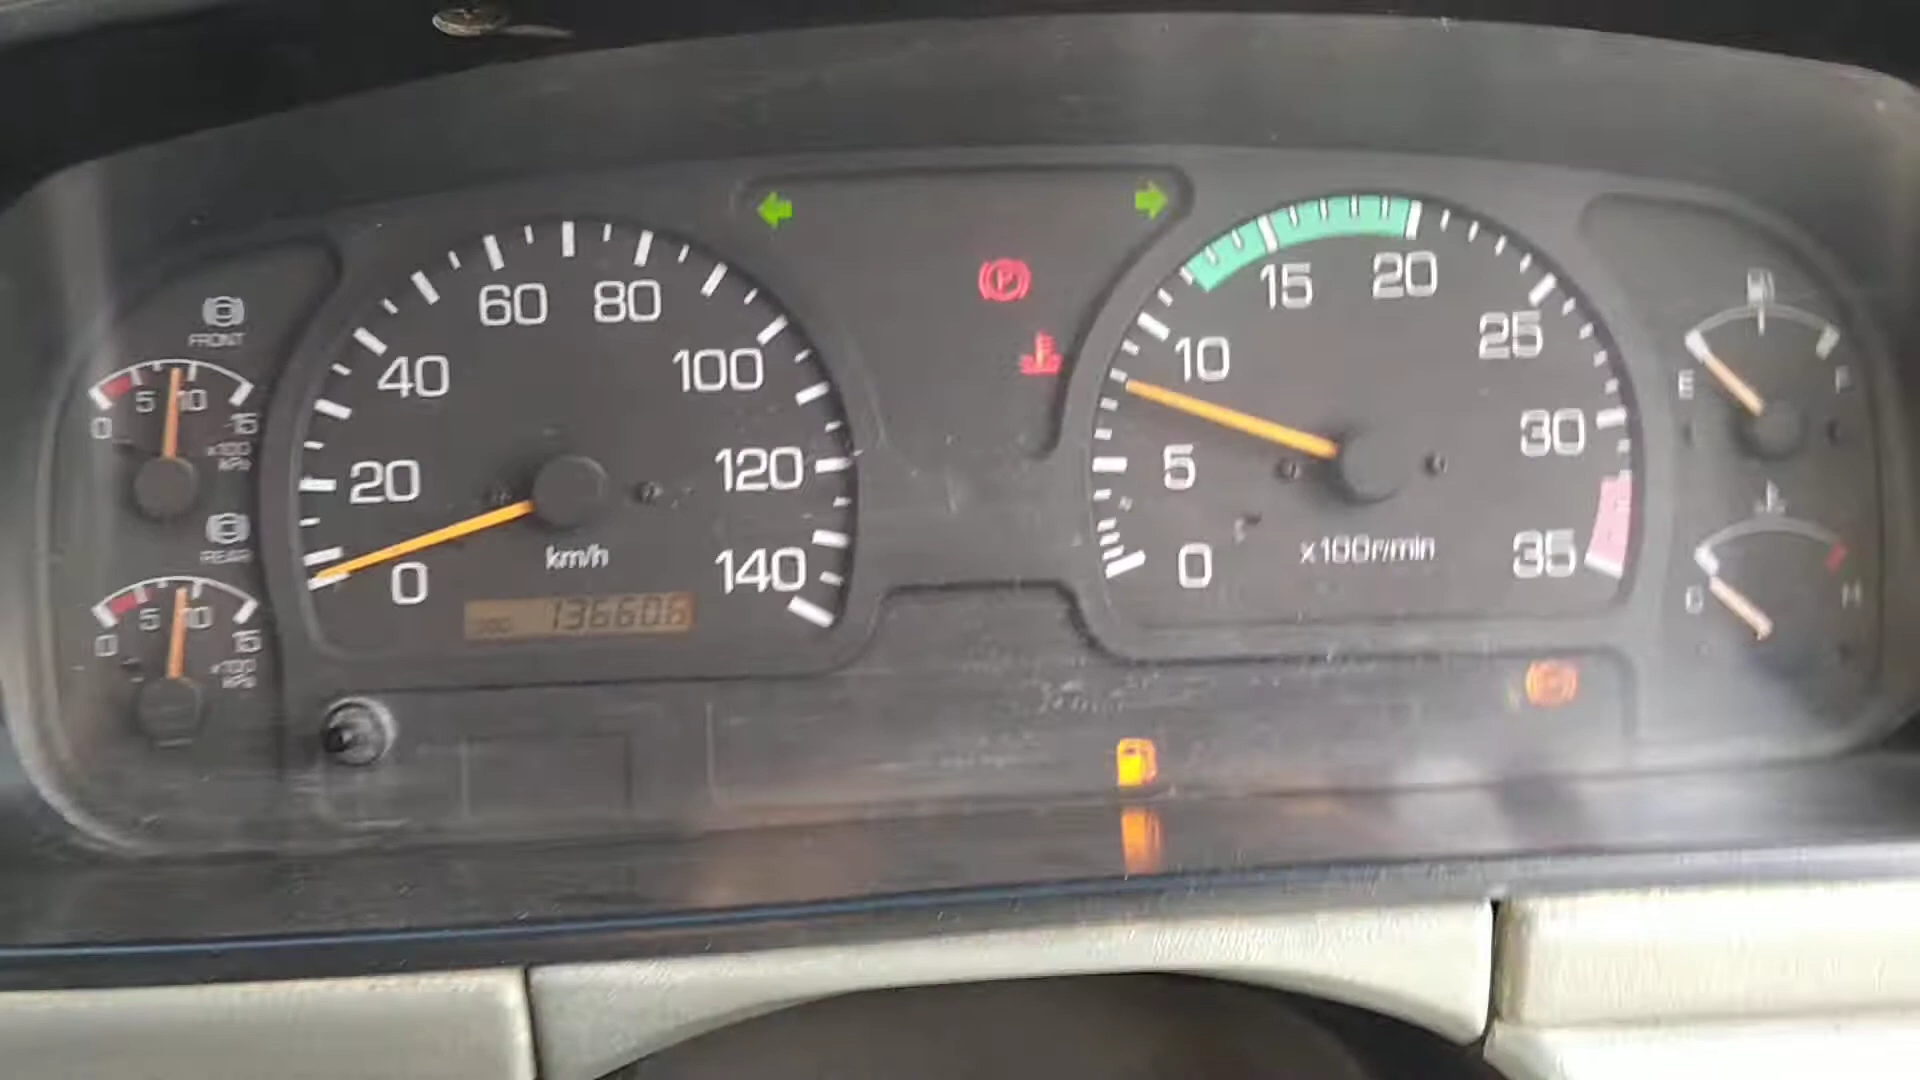 FRONT
0 5 10 15
x100
kPa
REAR
0 5 10 15
x100
kPa
0 20 40 60 80 100 120 140
km/h
ODO 136606
P
0 5 10 15 20 25 30 35
x100r/min
E F
C H